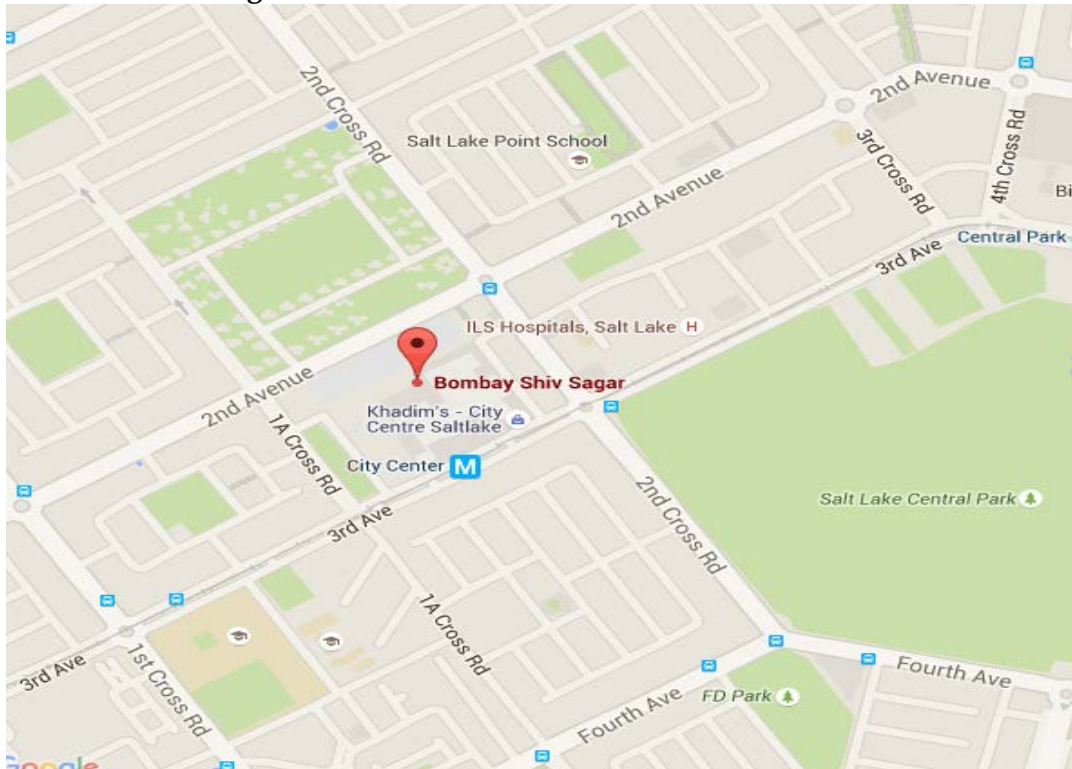 2nd Cross Rd
2nd Avenue
3rd Cross Rd
4th Cross Rd
Salt Lake Point School
2nd Avenue
Bi
Central Park
3rd Ave
ILS Hospitals, Salt Lake H
Bombay Shiv Sagar
2nd Avenue
Khadim's - City
Centre Saltlake
1A Cross Rd
City Center M
2nd Cross Rd
Salt Lake Central Park
3rd Ave
1A Cross Rd
3rd Ave
1st Cross Rd
Fourth Ave
FD Park
Fourth Ave
Google